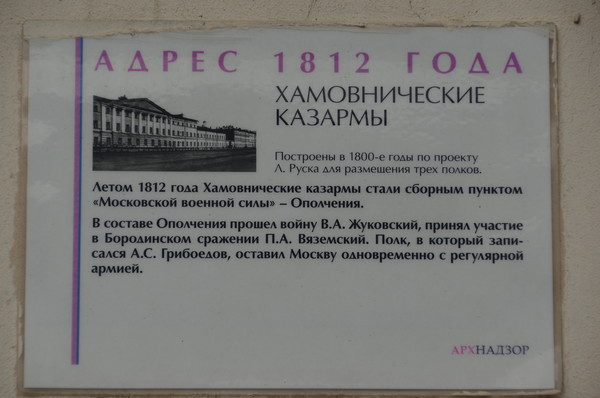 АДРЕС 1812 ГОДА
ХАМОВНИЧЕСКИЕ
КАЗАРМЫ
Построены в 1800-е годы по проекту
Л. Руска для размещения трех полков.
Летом 1812 года Хамовнические казармы стали сборным пунктом
«Московской военной силы» – Ополчения.
В составе Ополчения прошел войну В.А. Жуковский, принял участие
в Бородинском сражении П.А. Вяземский. Полк, в который запи-
сался А.С. Грибоедов, оставил Москву одновременно с регулярной
армией.
АРХНАДЗОР